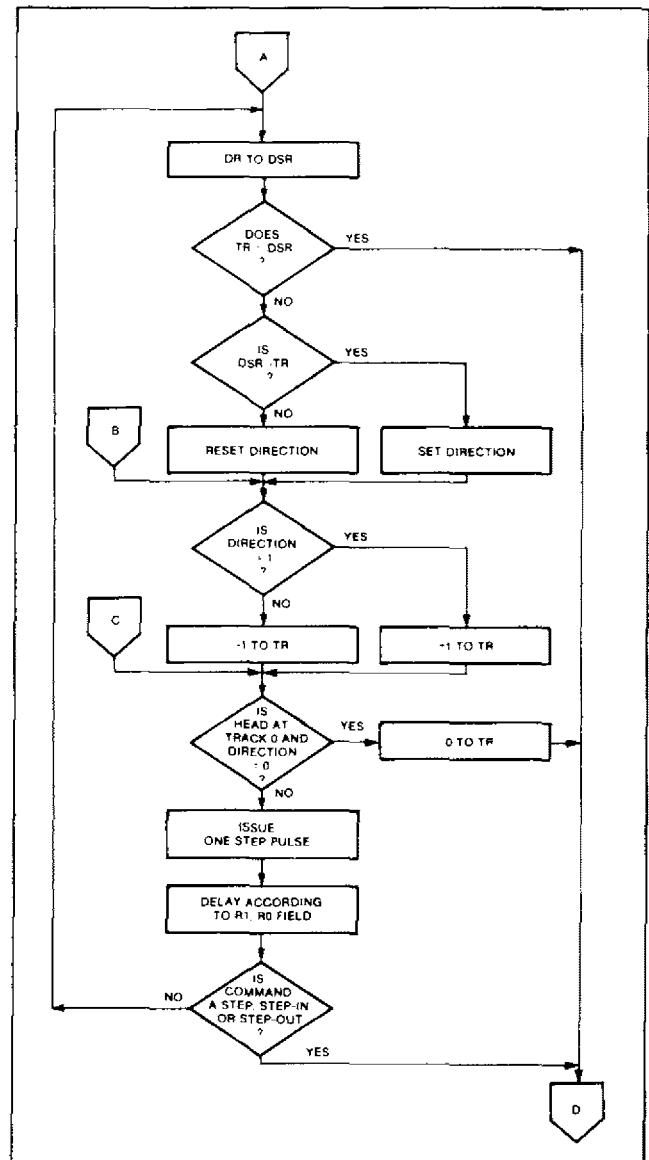 A
DR TO DSR
DOES
TR = DSR
?
YES
NO
IS
DSR >TR
?
YES
NO
B
RESET DIRECTION
SET DIRECTION
IS
DIRECTION
= 1
?
YES
NO
C
-1 TO TR
+1 TO TR
IS
HEAD AT
TRACK 0 AND
DIRECTION
= 0
?
YES
0 TO TR
NO
ISSUE
ONE STEP PULSE
DELAY ACCORDING
TO R1, R0 FIELD
IS
COMMAND
A STEP, STEP-IN
OR STEP-OUT
?
NO
YES
D